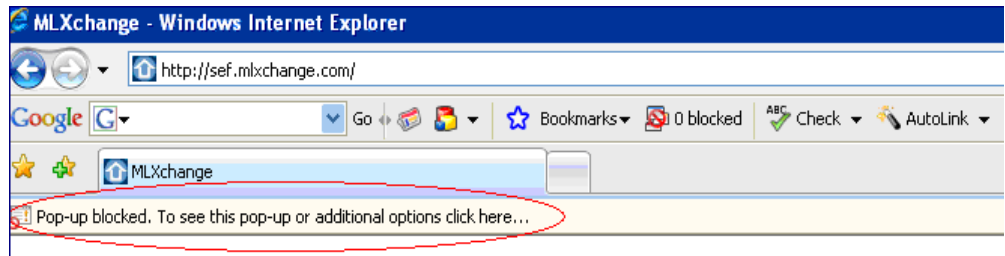 MLXchange - Windows Internet Explorer
http://sef.mlxchange.com/
Google G Go Bookmarks 0 blocked ABC Check AutoLink
MLXchange
Pop-up blocked. To see this pop-up or additional options click here...